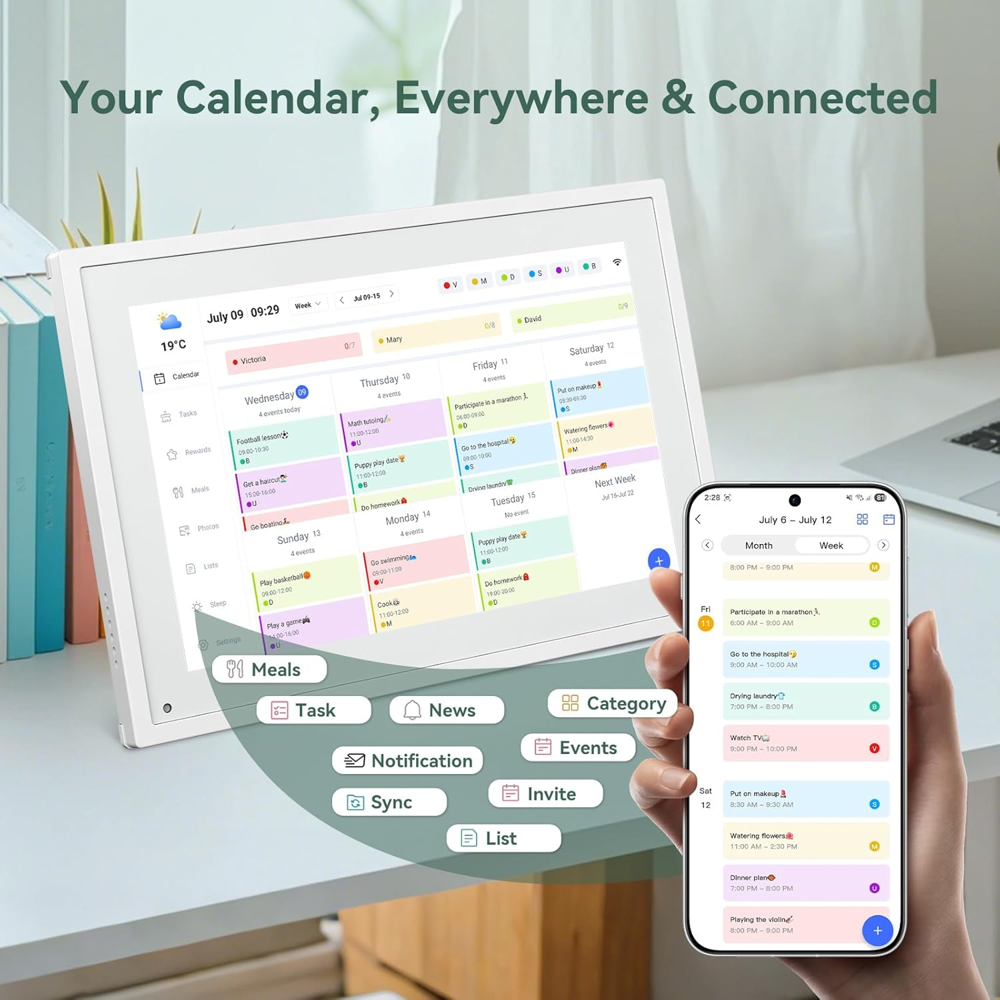 Your Calendar, Everywhere & Connected
19°C
Calendar
Tasks
Rewards
Meals
Photos
Lists
Sleep
Settings
July 09 | 09:29
Week
Jul 09-15
V
M
D
S
U
B
Victoria
0/7
Mary
0/8
David
0/9
Wednesday 09
4 events today
Football lesson
09:00-10:30
B
Get a haircut
15:00-16:00
U
Go boating
Thursday 10
4 events
Math tutoing
11:00-12:00
U
Puppy play date
11:00-12:00
B
Do homework
Friday 11
4 events
Participate in a marathon
06:00-09:00
D
Go to the hospital
09:00-10:00
S
Drving laundry
Saturday 12
4 events
Put on makeup
08:30-09:30
S
Watering flowers
11:00-14:30
M
Dinner plan
Sunday 13
4 events
Play basketball
09:00-12:00
D
Play a game
14:00-16:00
U
Monday 14
4 events
Go swimming
09:00-11:00
V
Cook
11:00-12:00
M
Tuesday 15
No event
Puppy play date
11:00-12:00
B
Do homework
19:00-20:00
D
Next Week
Jul 16-Jul 22
+
Meals
Task
News
Category
Notification
Events
Sync
Invite
List
2:28
81
July 6 – July 12
Month
Week
8:00 PM – 9:00 PM
M
Fri
11
Participate in a marathon
6:00 AM – 9:00 AM
D
Go to the hospital
9:00 AM – 10:00 AM
S
Drying laundry
7:00 PM – 8:00 PM
B
Watch TV
9:00 PM – 10:00 PM
V
Sat
12
Put on makeup
8:30 AM – 9:30 AM
S
Watering flowers
11:00 AM – 2:30 PM
M
Dinner plan
7:00 PM – 8:00 PM
U
Playing the violin
8:00 PM – 9:00 PM
+